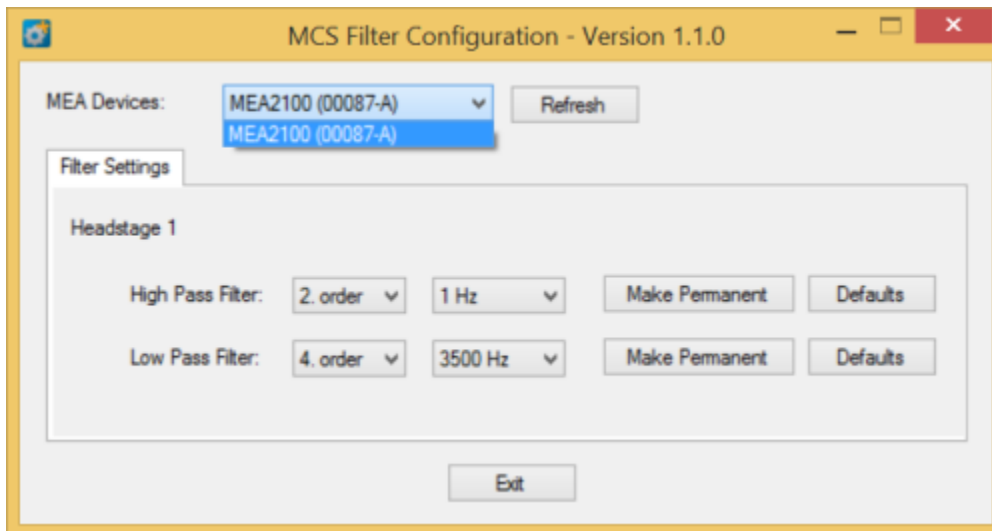 MCS Filter Configuration - Version 1.1.0
MEA Devices: MEA2100 (00087-A) Refresh
MEA2100 (00087-A)
Filter Settings
Headstage 1
High Pass Filter: 2. order 1 Hz Make Permanent Defaults
Low Pass Filter: 4. order 3500 Hz Make Permanent Defaults
Exit